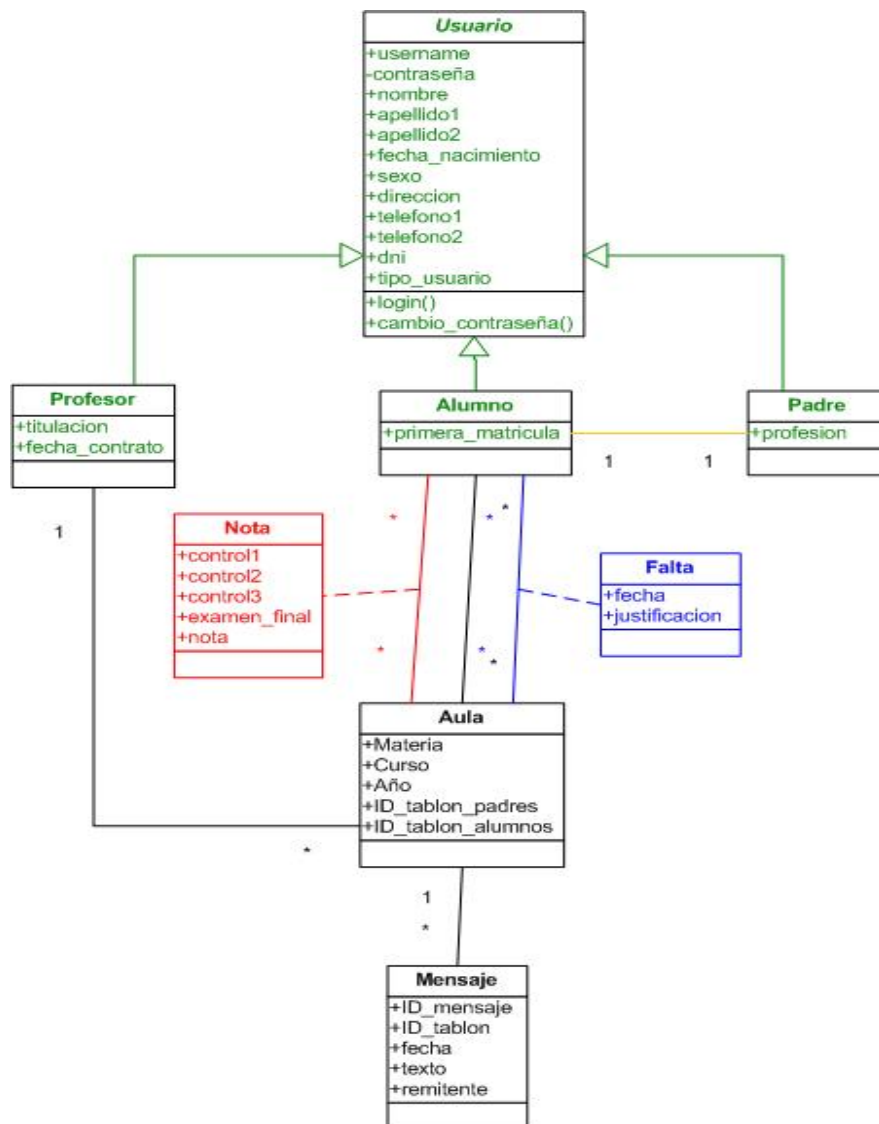 Usuario
+username
-contraseña
+nombre
+apellido1
+apellido2
+fecha_nacimiento
+sexo
+direccion
+telefono1
+telefono2
+dni
+tipo_usuario
+login()
+cambio_contraseña()
Profesor
+titulacion
+fecha_contrato
Alumno
+primera_matricula
Padre
+profesion
1 1
1
* * *
Nota
+control1
+control2
+control3
+examen_final
+nota
Falta
+fecha
+justificacion
* * *
Aula
+Materia
+Curso
+Año
+ID_tablon_padres
+ID_tablon_alumnos
*
1
*
Mensaje
+ID_mensaje
+ID_tablon
+fecha
+texto
+remitente